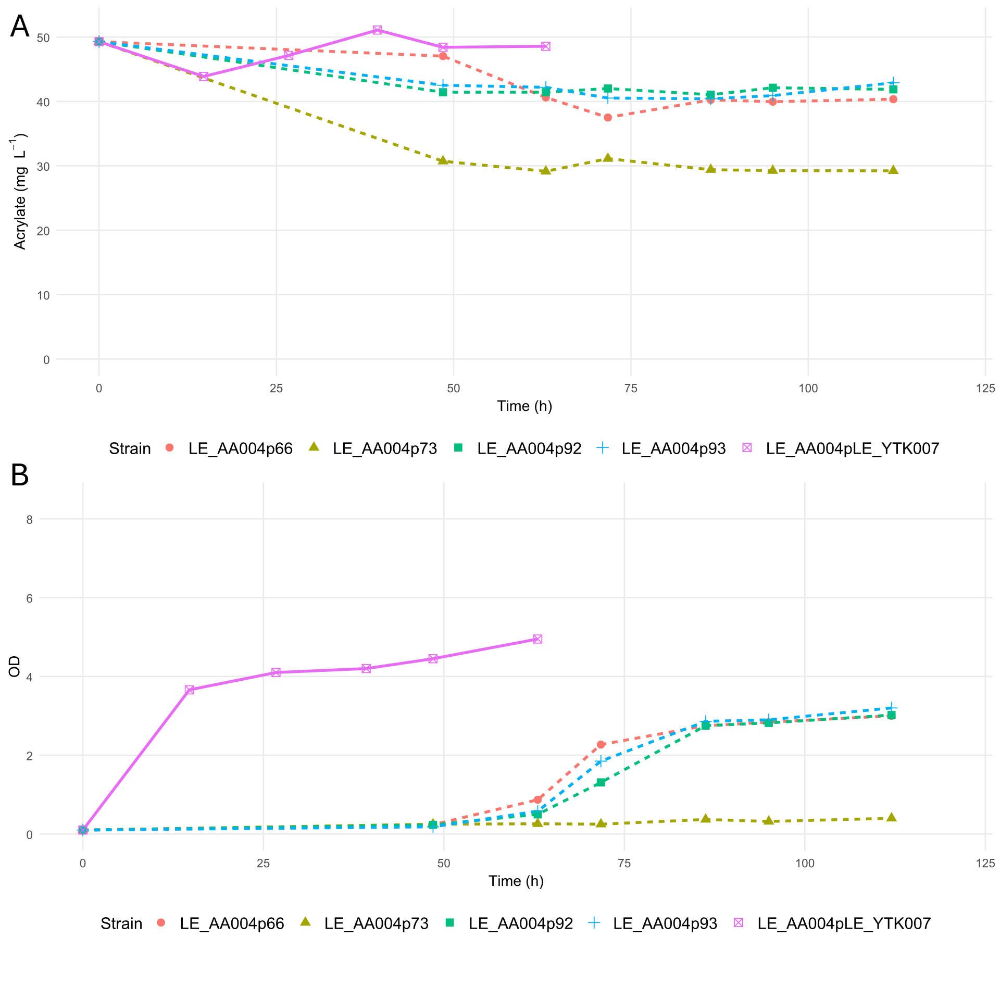 A
50
40
30
20
10
0
Acrylate (mg L⁻¹)
0 25 50 75 100 125
Time (h)
Strain LE_AA004p66 LE_AA004p73 LE_AA004p92 LE_AA004p93 LE_AA004pLE_YTK007
B
8
6
4
2
0
OD
0 25 50 75 100 125
Time (h)
Strain LE_AA004p66 LE_AA004p73 LE_AA004p92 LE_AA004p93 LE_AA004pLE_YTK007